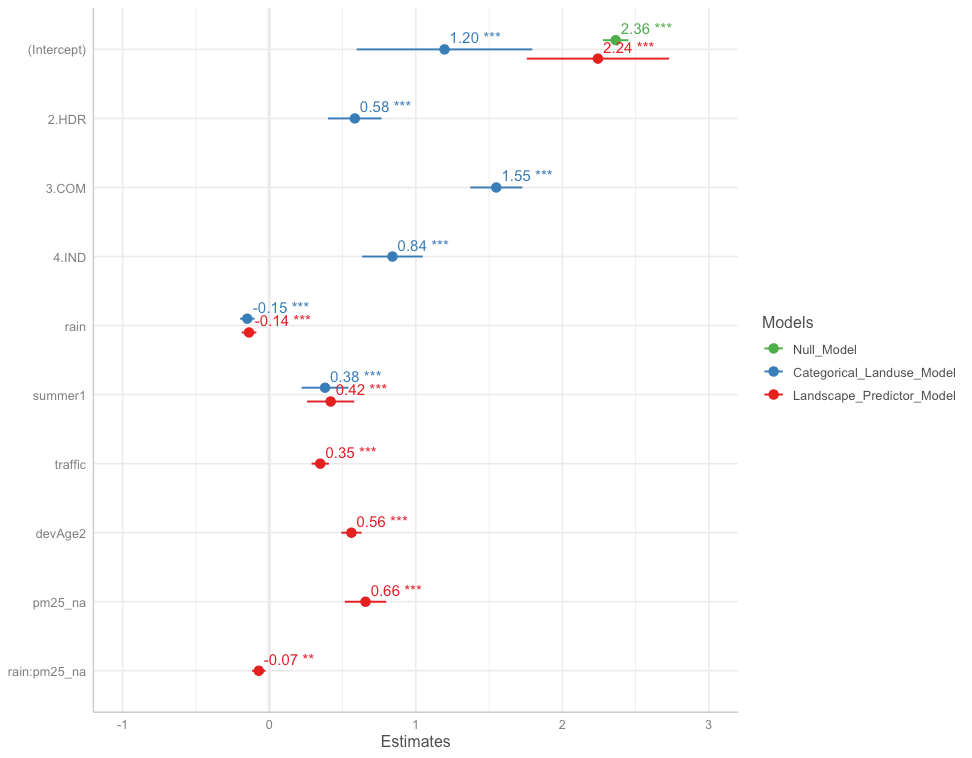 (Intercept)
1.20 ***
2.36 ***
2.24 ***
2.HDR
0.58 ***
3.COM
1.55 ***
4.IND
0.84 ***
rain
-0.15 ***
-0.14 ***
summer1
0.38 ***
0.42 ***
traffic
0.35 ***
devAge2
0.56 ***
pm25_na
0.66 ***
rain:pm25_na
-0.07 **
-1 0 1 2 3
Estimates
Models
Null_Model
Categorical_Landuse_Model
Landscape_Predictor_Model